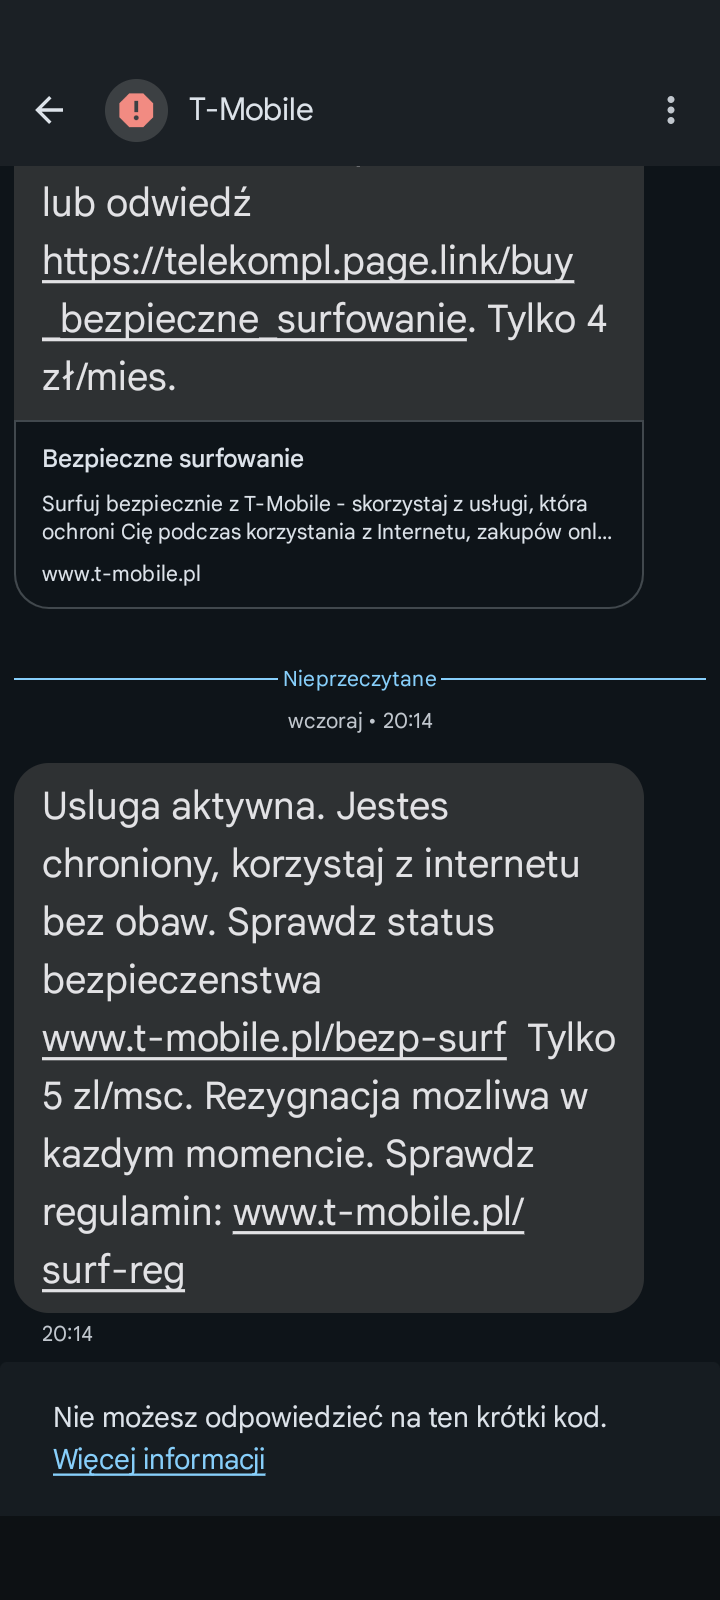 T-Mobile
lub odwiedź
https://telekompl.page.link/buy
_bezpieczne_surfowanie. Tylko 4
zł/mies.
Bezpieczne surfowanie
Surfuj bezpiecznie z T-Mobile - skorzystaj z usługi, która
ochroni Cię podczas korzystania z Internetu, zakupów onl...
www.t-mobile.pl
Nieprzeczytane
wczoraj • 20:14
Usluga aktywna. Jestes
chroniony, korzystaj z internetu
bez obaw. Sprawdz status
bezpieczenstwa
www.t-mobile.pl/bezp-surf Tylko
5 zl/msc. Rezygnacja mozliwa w
kazdym momencie. Sprawdz
regulamin: www.t-mobile.pl/
surf-reg
20:14
Nie możesz odpowiedzieć na ten krótki kod.
Więcej informacji